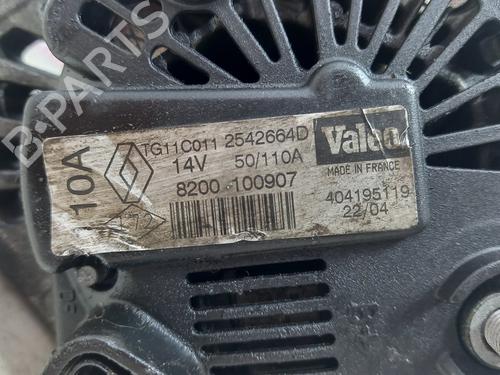 B-PARTS
10A
TG11C011 2542664D
14V 50/110A
8200 100907
Valeo
MADE IN FRANCE
404195119
22/04